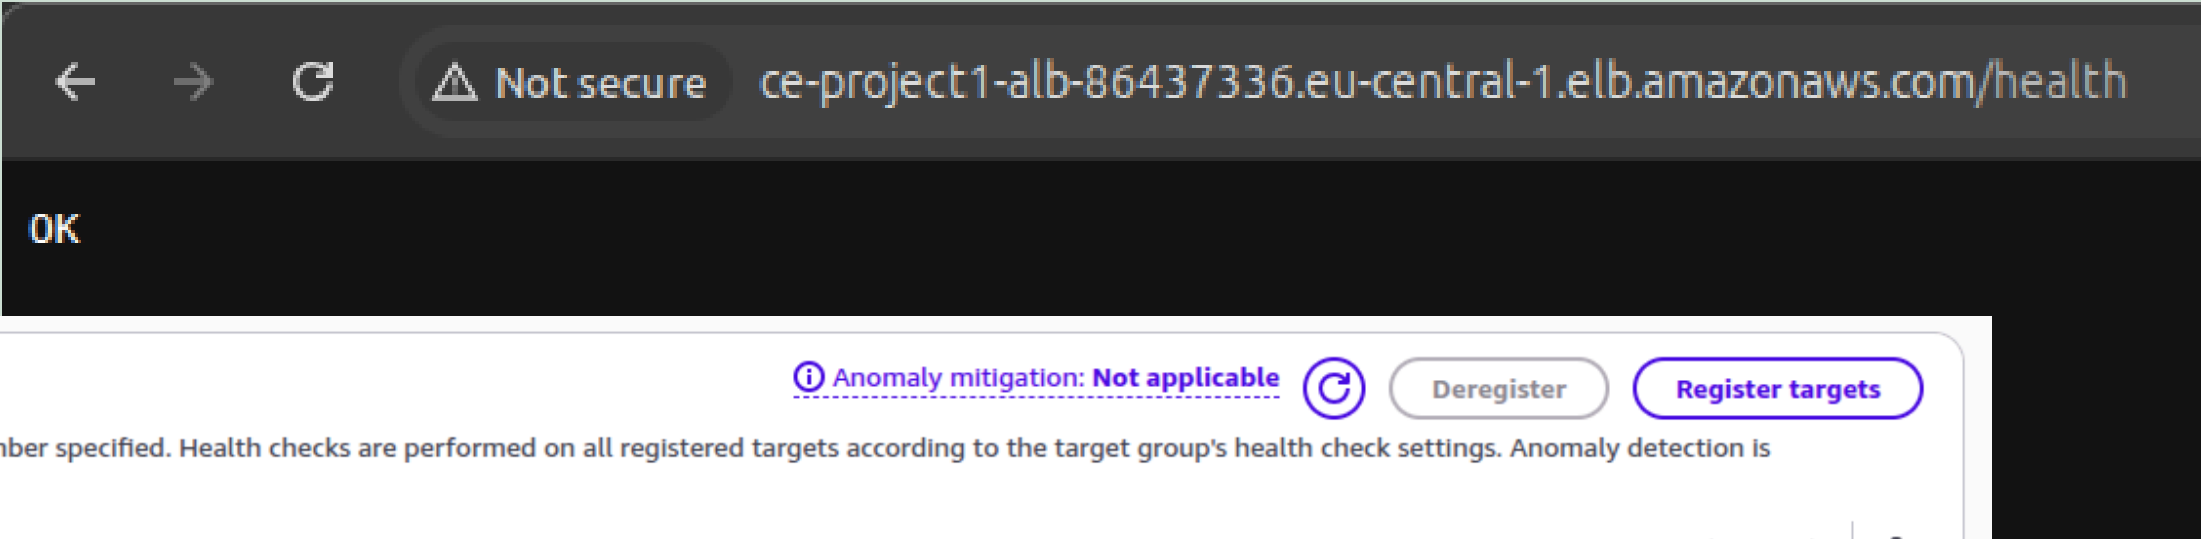 Not secure ce-project1-alb-86437336.eu-central-1.elb.amazonaws.com/health
OK
Anomaly mitigation: Not applicable Deregister Register targets
nber specified. Health checks are performed on all registered targets according to the target group's health check settings. Anomaly detection is